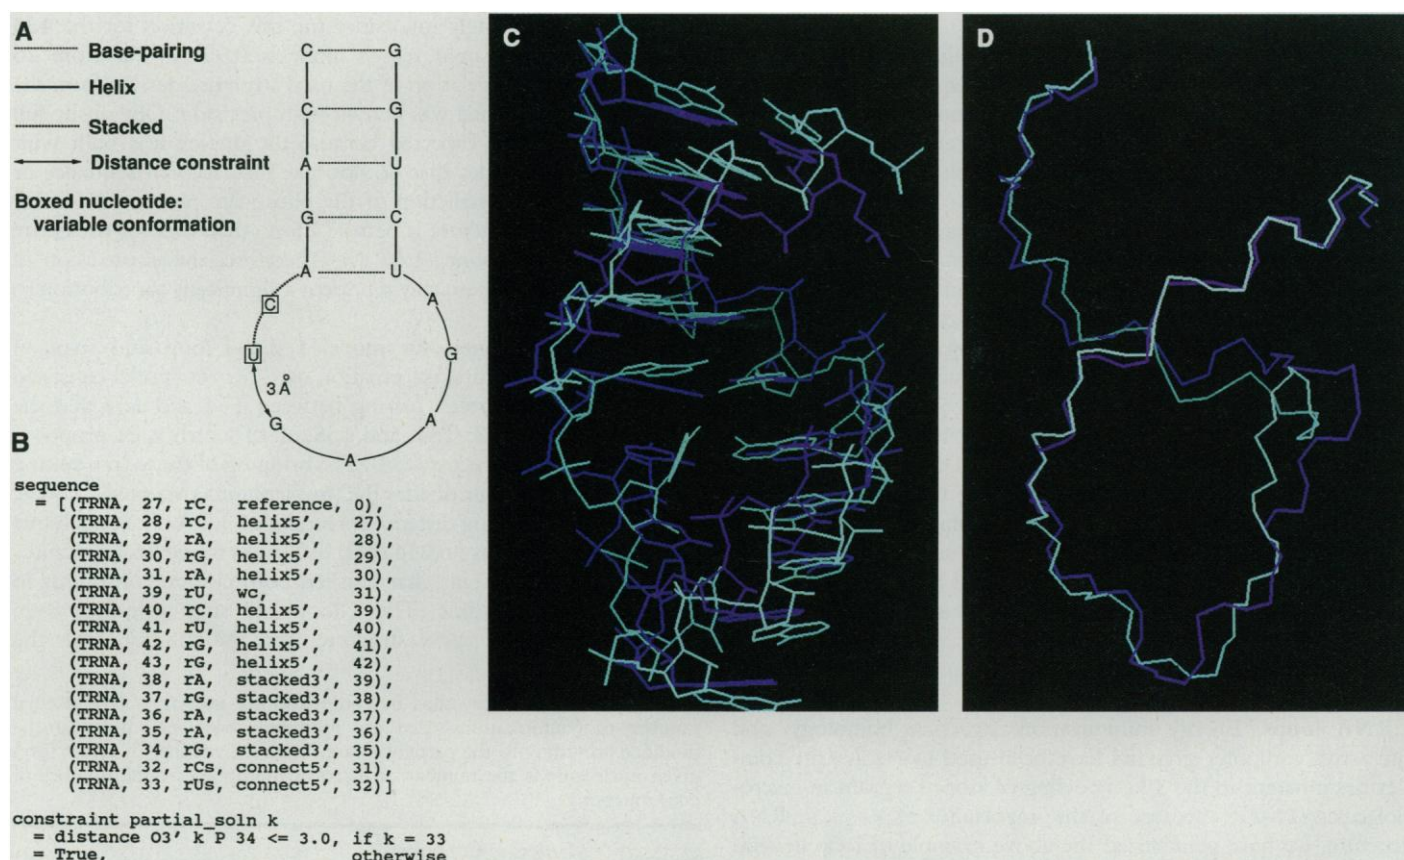 A
Base-pairing
Helix
Stacked
Distance constraint
Boxed nucleotide:
variable conformation
C G
C G
A U
G C
A U
C A
U G
3 Å
G A
A
B
sequence
= [(TRNA, 27, rC, reference, 0),
(TRNA, 28, rC, helix5', 27),
(TRNA, 29, rA, helix5', 28),
(TRNA, 30, rG, helix5', 29),
(TRNA, 31, rA, helix5', 30),
(TRNA, 39, rU, wc, 31),
(TRNA, 40, rC, helix5', 39),
(TRNA, 41, rU, helix5', 40),
(TRNA, 42, rG, helix5', 41),
(TRNA, 43, rG, helix5', 42),
(TRNA, 38, rA, stacked3', 39),
(TRNA, 37, rG, stacked3', 38),
(TRNA, 36, rA, stacked3', 37),
(TRNA, 35, rA, stacked3', 36),
(TRNA, 34, rG, stacked3', 35),
(TRNA, 32, rCs, connect5', 31),
(TRNA, 33, rUs, connect5', 32)]
constraint partial_soln k
= distance O3' k P 34 <= 3.0, if k = 33
= True, otherwise
C
D